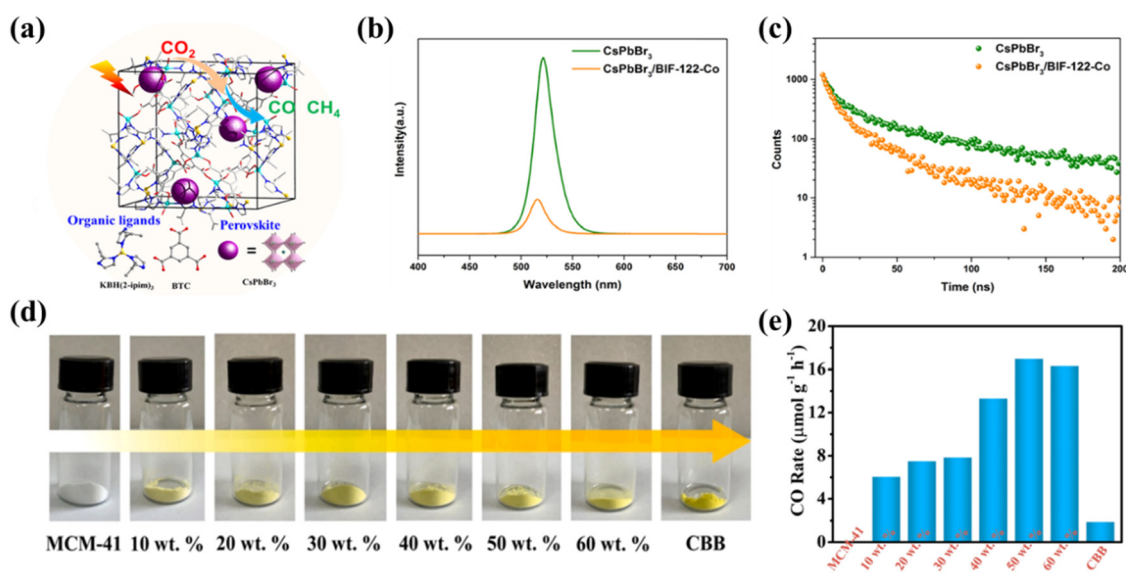 (a)
CO2
CO CH4
Organic ligands
Perovskite
=
KBH(2-ipim)3
BTC
CsPbBr3
(b)
CsPbBr3
CsPbBr3/BIF-122-Co
Intensity(a.u.)
400 450 500 550 600 650 700
Wavelength (nm)
(c)
CsPbBr3
CsPbBr3/BIF-122-Co
Counts
1000
100
10
1
0 50 100 150 200
Time (ns)
(d)
MCM-41 10 wt. % 20 wt. % 30 wt. % 40 wt. % 50 wt. % 60 wt. % CBB
(e)
CO Rate (μmol g-1 h-1)
20
16
12
8
4
0
MCM-41
10 wt. %
20 wt. %
30 wt. %
40 wt. %
50 wt. %
60 wt. %
CBB